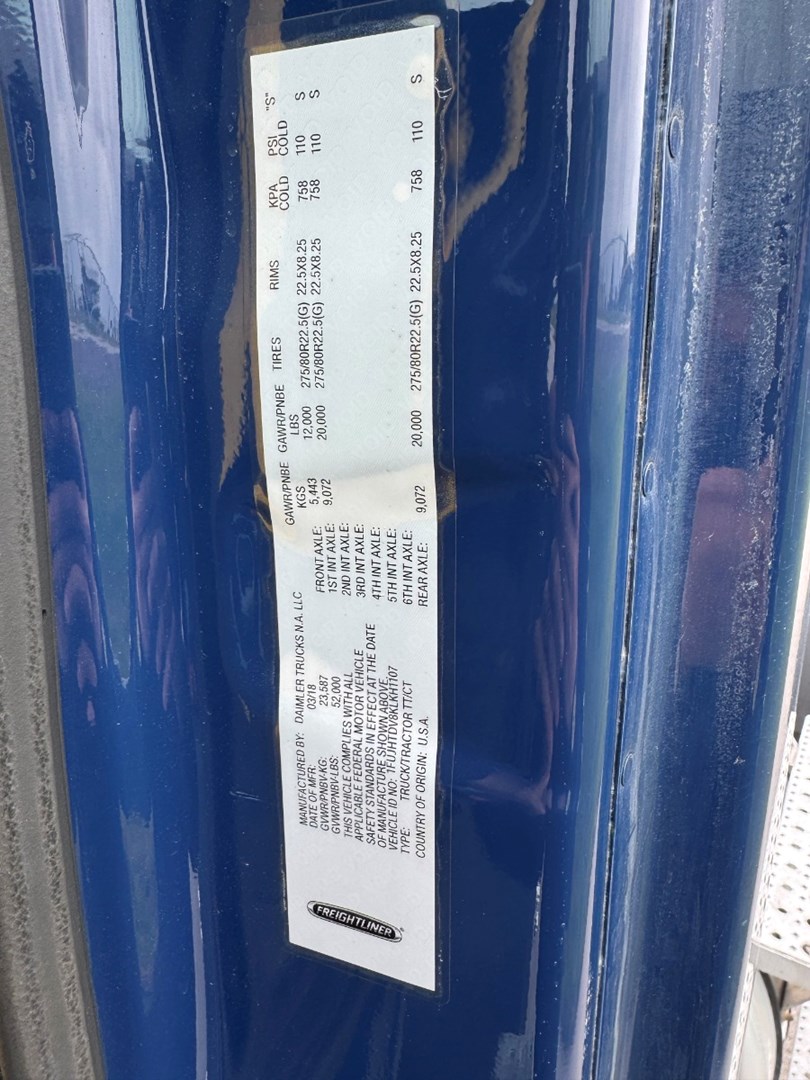 FREIGHTLINER
MANUFACTURED BY: DAIMLER TRUCKS N.A. LLC
DATE OF MFR: 03/18
GVWR/PNBV-KG: 23,587
GVWR/PNBV-LBS: 52,000
THIS VEHICLE COMPLIES WITH ALL
APPLICABLE FEDERAL MOTOR VEHICLE
SAFETY STANDARDS IN EFFECT AT THE DATE
OF MANUFACTURE SHOWN ABOVE.
VEHICLE ID NO: 1FUJHTDV8KLKH1107
TYPE: TRUCK/TRACTOR TT/CT
COUNTRY OF ORIGIN: U.S.A.
GAWR/PNBE GAWR/PNBE TIRES RIMS KPA PSI "S"
KGS LBS COLD COLD
FRONT AXLE: 5,443 12,000 275/80R22.5(G) 22.5X8.25 758 110 S
1ST INT AXLE: 9,072 20,000 275/80R22.5(G) 22.5X8.25 758 110 S
2ND INT AXLE:
3RD INT AXLE:
4TH INT AXLE:
5TH INT AXLE:
6TH INT AXLE:
REAR AXLE: 9,072 20,000 275/80R22.5(G) 22.5X8.25 758 110 S